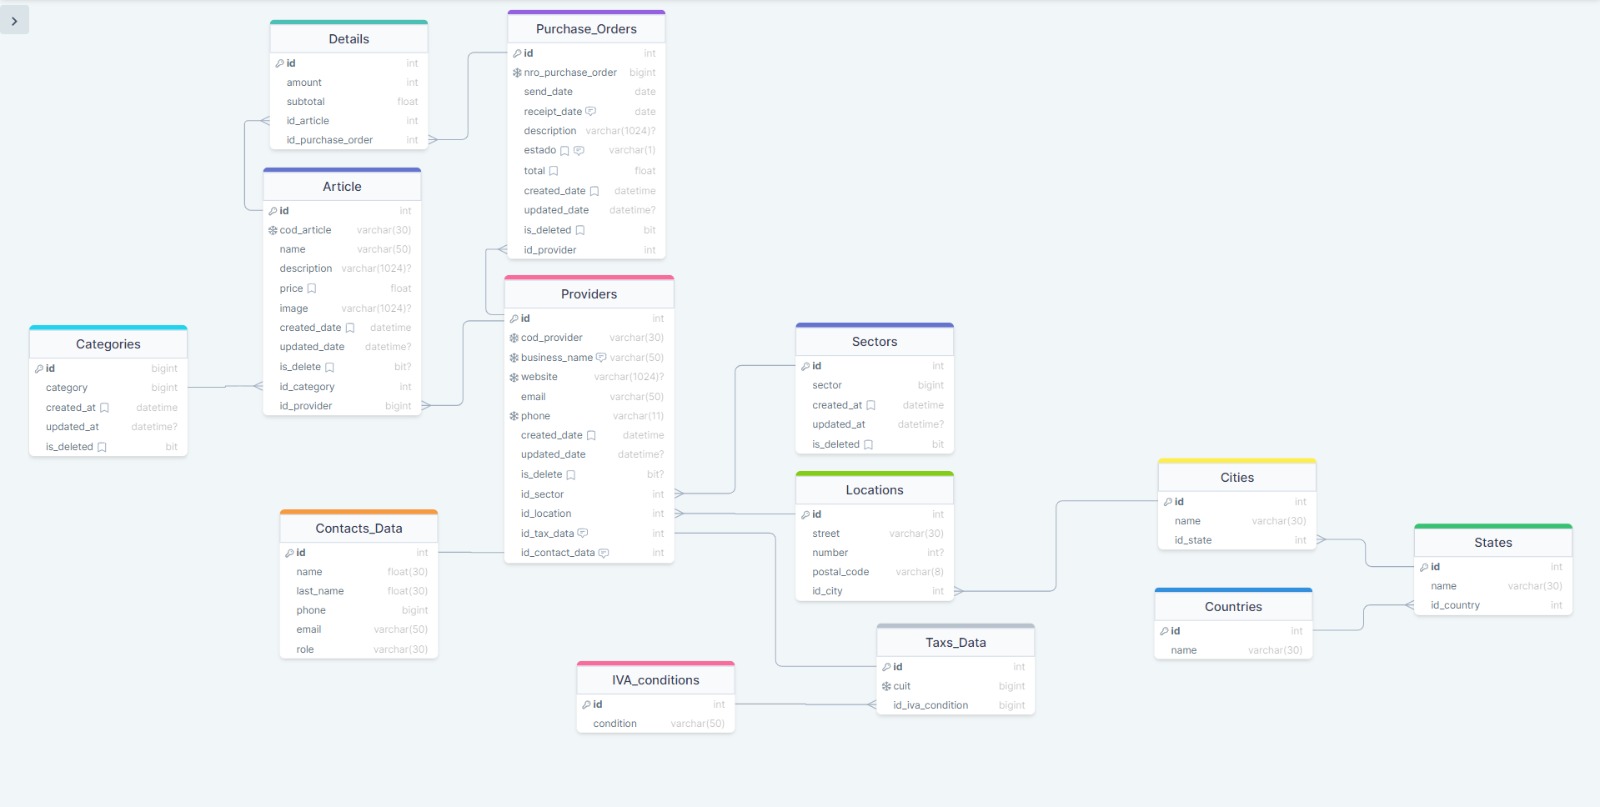 Details
id int
amount int
subtotal float
id_article int
id_purchase_order int
Purchase_Orders
id int
nro_purchase_order bigint
send_date date
receipt_date date
description varchar(1024)?
estado varchar(1)
total float
created_date datetime
updated_date datetime?
is_deleted bit
id_provider int
Article
id int
cod_article varchar(30)
name varchar(50)
description varchar(1024)?
price float
image varchar(1024)?
created_date datetime
updated_date datetime?
is_delete bit?
id_category int
id_provider bigint
Providers
id int
cod_provider varchar(30)
business_name varchar(50)
website varchar(1024)?
email varchar(50)
phone varchar(11)
created_date datetime
updated_date datetime?
is_delete bit?
id_sector int
id_location int
id_tax_data int
id_contact_data int
Categories
id bigint
category bigint
created_at datetime
updated_at datetime?
is_deleted bit
Sectors
id int
sector bigint
created_at datetime
updated_at datetime?
is_deleted bit
Locations
id int
street varchar(30)
number int?
postal_code varchar(8)
id_city int
Cities
id int
name varchar(30)
id_state int
States
id int
name varchar(30)
id_country int
Contacts_Data
id int
name float(30)
last_name float(30)
phone bigint
email varchar(50)
role varchar(30)
Countries
id int
name varchar(30)
Taxs_Data
id int
cuit bigint
id_iva_condition bigint
IVA_conditions
id int
condition varchar(50)